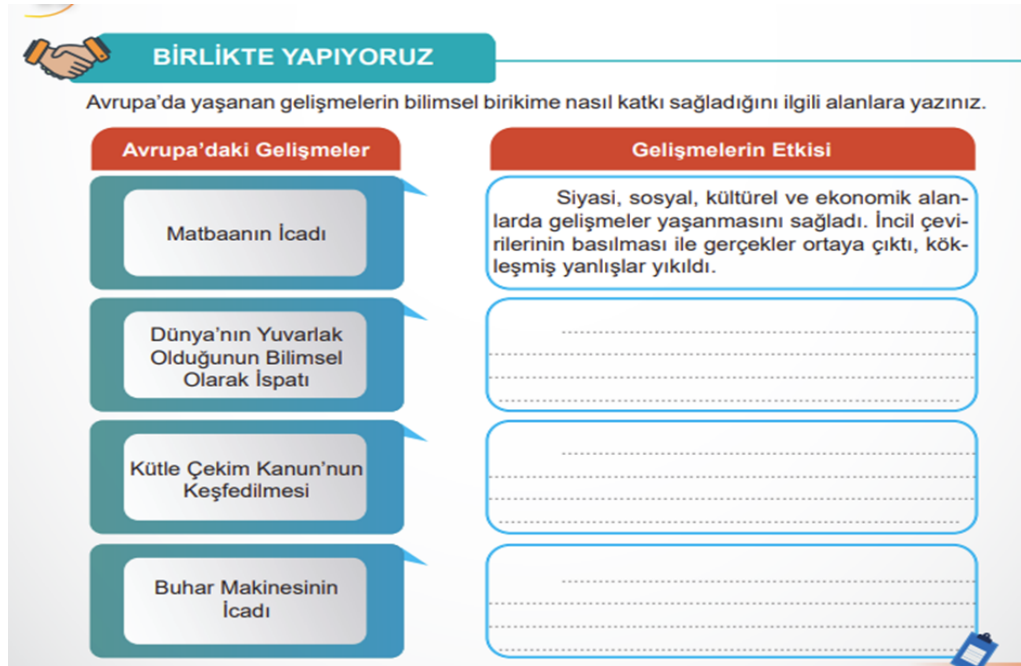 BİRLİKTE YAPIYORUZ
Avrupa'da yaşanan gelişmelerin bilimsel birikime nasıl katkı sağladığını ilgili alanlara yazınız.
Avrupa'daki Gelişmeler
Gelişmelerin Etkisi
Matbaanın İcadı
Siyasi, sosyal, kültürel ve ekonomik alan-
larda gelişmeler yaşanmasını sağladı. İncil çevi-
rilerinin basılması ile gerçekler ortaya çıktı, kök-
leşmiş yanlışlar yıkıldı.
Dünya'nın Yuvarlak
Olduğunun Bilimsel
Olarak İspatı
Kütle Çekim Kanun'nun
Keşfedilmesi
Buhar Makinesinin
İcadı